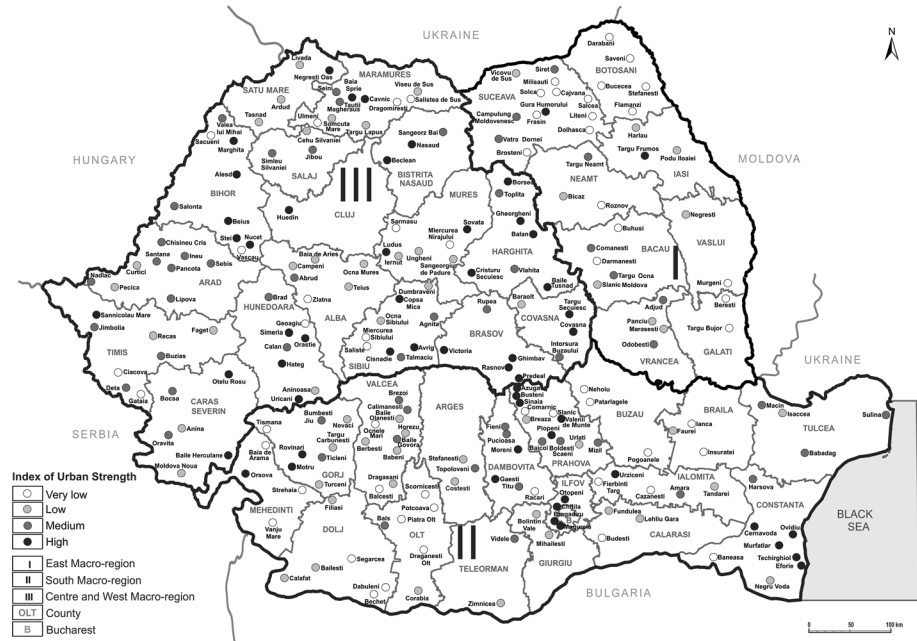 UKRAINE
N
Darabani
Saveni
Livada
Negresti Oas
MARAMURES
Baia
Sprie
Viseu de Sus
Vicovu
de Sus
Siret
Milisauti
BOTOSANI
SATU MARE
Seini
Tautii
Magheraus
Cavnic
Dragomiresti
Salistea de Sus
SUCEAVA
Solca
Cajvana
Bucecea
Stefanesti
Ardud
Ulmeni
Somcuta
Mare
Targu Lapus
Gura Humorului
Salcea
Flamanzi
Tasnad
Campulung
Moldovenesc
Frasin
Liteni
Dolhasca
Valea
lui Mihai
Sacueni
Cehu Silvaniei
Sangeorz Bai
Vatra
Dornei
Harlau
Marghita
Simleu
Silvaniei
Jibou
Nasaud
Brosteni
Targu Frumos
Podu Iloaiei
HUNGARY
Beclean
Targu Neamt
IASI
MOLDOVA
Alesd
SALAJ
BISTRITA
NASAUD
Borsec
NEAMT
BIHOR
III
MURES
Toplita
Bicaz
Roznov
Salonta
Huedin
CLUJ
Gheorgheni
Negresti
Beius
Sarmasu
Miercurea
Nirajului
Sovata
Balan
Buhusi
VASLUI
Chisineu Cris
Stei
Nucet
Vascau
Ludus
Iernut
Ungheni
HARGHITA
Comanesti
BACAU
I
Santana
Ineu
Baia de Aries
Campeni
Ocna Mures
Sangeorgiu
de Padure
Cristuru
Secuiesc
Vlahita
Darmanesti
Nadlac
Curtici
Pancota
Sebis
Abrud
Targu Ocna
Slanic Moldova
Murgeni
Pecica
ARAD
Teius
Dumbraveni
Baile
Tusnad
Beresti
Lipova
HUNEDOARA
Brad
Zlatna
Copsa
Mica
Rupea
Baraolt
Targu
Secuiesc
Adjud
Sannicolau Mare
Geoagiu
ALBA
Ocna
Sibiului
Agnita
COVASNA
Panciu
Marasesti
Targu Bujor
Jimbolia
Simeria
Miercurea
Sibiului
BRASOV
Covasna
Recas
Faget
Calan
Orastie
Saliste
Avrig
Intorsura
Buzaului
Odobesti
GALATI
TIMIS
Buzias
Hateg
Cisnadie
SIBIU
Talmaciu
Victoria
Ghimbav
VRANCEA
UKRAINE
Ciacova
Rasnov
Deta
Gataia
Otelu Rosu
Aninoasa
Uricani
VALCEA
Predeal
Azuga
Busteni
Sinaia
Nehoiu
Macin
CARAS
SEVERIN
Bocsa
Bumbesti
Jiu
Brezoi
Calimanesti
ARGES
Comarnic
Patarlagele
BRAILA
Isaccea
SERBIA
Tismana
Novaci
Baile
Olanesti
Horezu
Breaza
Slanic
Valenii
de Munte
BUZAU
Sulina
Anina
Rovinari
Targu
Carbunesti
Ocnele
Mari
Baile
Govora
Fieni
Plopeni
Ianca
TULCEA
Oravita
Baia de
Arama
Ticleni
Berbesti
Babeni
Pucioasa
Baicoi
Boldesti
Scaeni
Urlati
Mizil
Faurei
Babadag
Baile Herculane
Motru
GORJ
Stefanesti
Moreni
Insuratei
Moldova Noua
Orsova
Turceni
Dragasani
Topoloveni
DAMBOVITA
PRAHOVA
Pogoanele
Strehaia
Balcesti
Scornicesti
Costesti
Gaesti
Titu
ILFOV
Urziceni
IALOMITA
Harsova
MEHEDINTI
Filiasi
Potcoava
Racari
Otopeni
Fierbinti
Targ
Amara
Tandarei
CONSTANTA
Vanju
Mare
Bals
Piatra Olt
Chitila
Cazanesti
DOLJ
OLT
Bolintin
Vale
B
Magurele
Fundulea
Lehliu Gara
Cernavoda
Ovidiu
BLACK
SEA
Segarcea
Draganesti
Olt
II
Videle
Mihailesti
Budesti
CALARASI
Murfatlar
Bailesti
TELEORMAN
GIURGIU
Baneasa
Techirghiol
Eforie
Calafat
Dabuleni
Bechet
Corabia
Zimnicea
Negru Voda
BULGARIA
Index of Urban Strength
Very low
Low
Medium
High
I East Macro-region
II South Macro-region
III Centre and West Macro-region
OLT County
B Bucharest
0 50 100 km